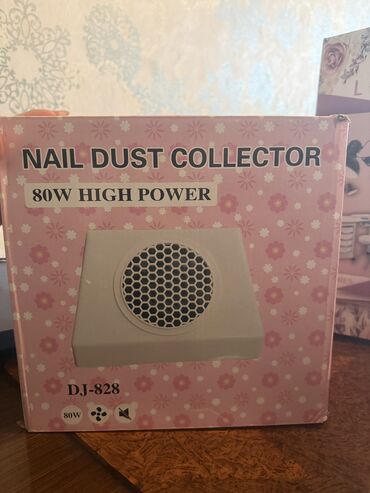 NAIL DUST COLLECTOR
80W HIGH POWER
DJ-828
80W
L